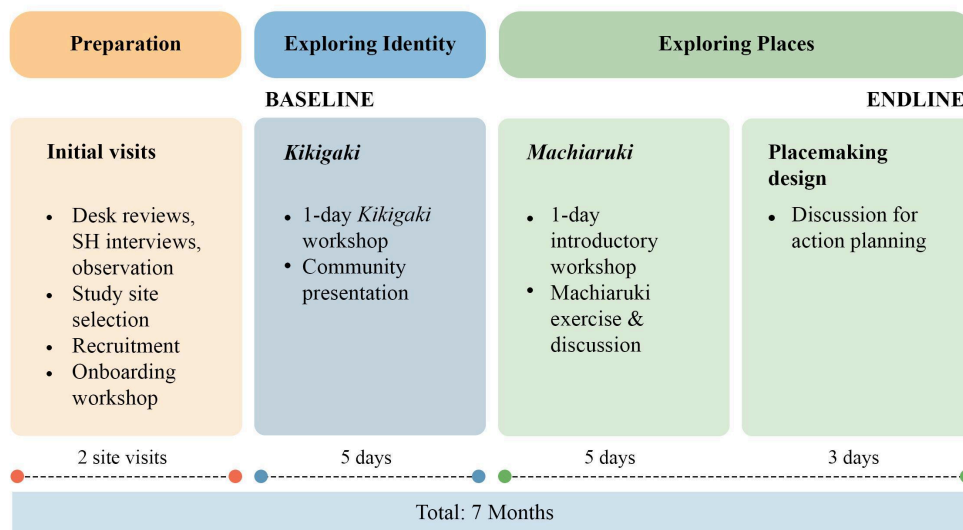 Preparation
Exploring Identity
Exploring Places
BASELINE
ENDLINE
Initial visits
• Desk reviews,
SH interviews,
observation
• Study site
selection
• Recruitment
• Onboarding
workshop
Kikigaki
• 1-day Kikigaki
workshop
• Community
presentation
Machiaruki
• 1-day
introductory
workshop
• Machiaruki
exercise &
discussion
Placemaking
design
• Discussion for
action planning
2 site visits
5 days
5 days
3 days
Total: 7 Months